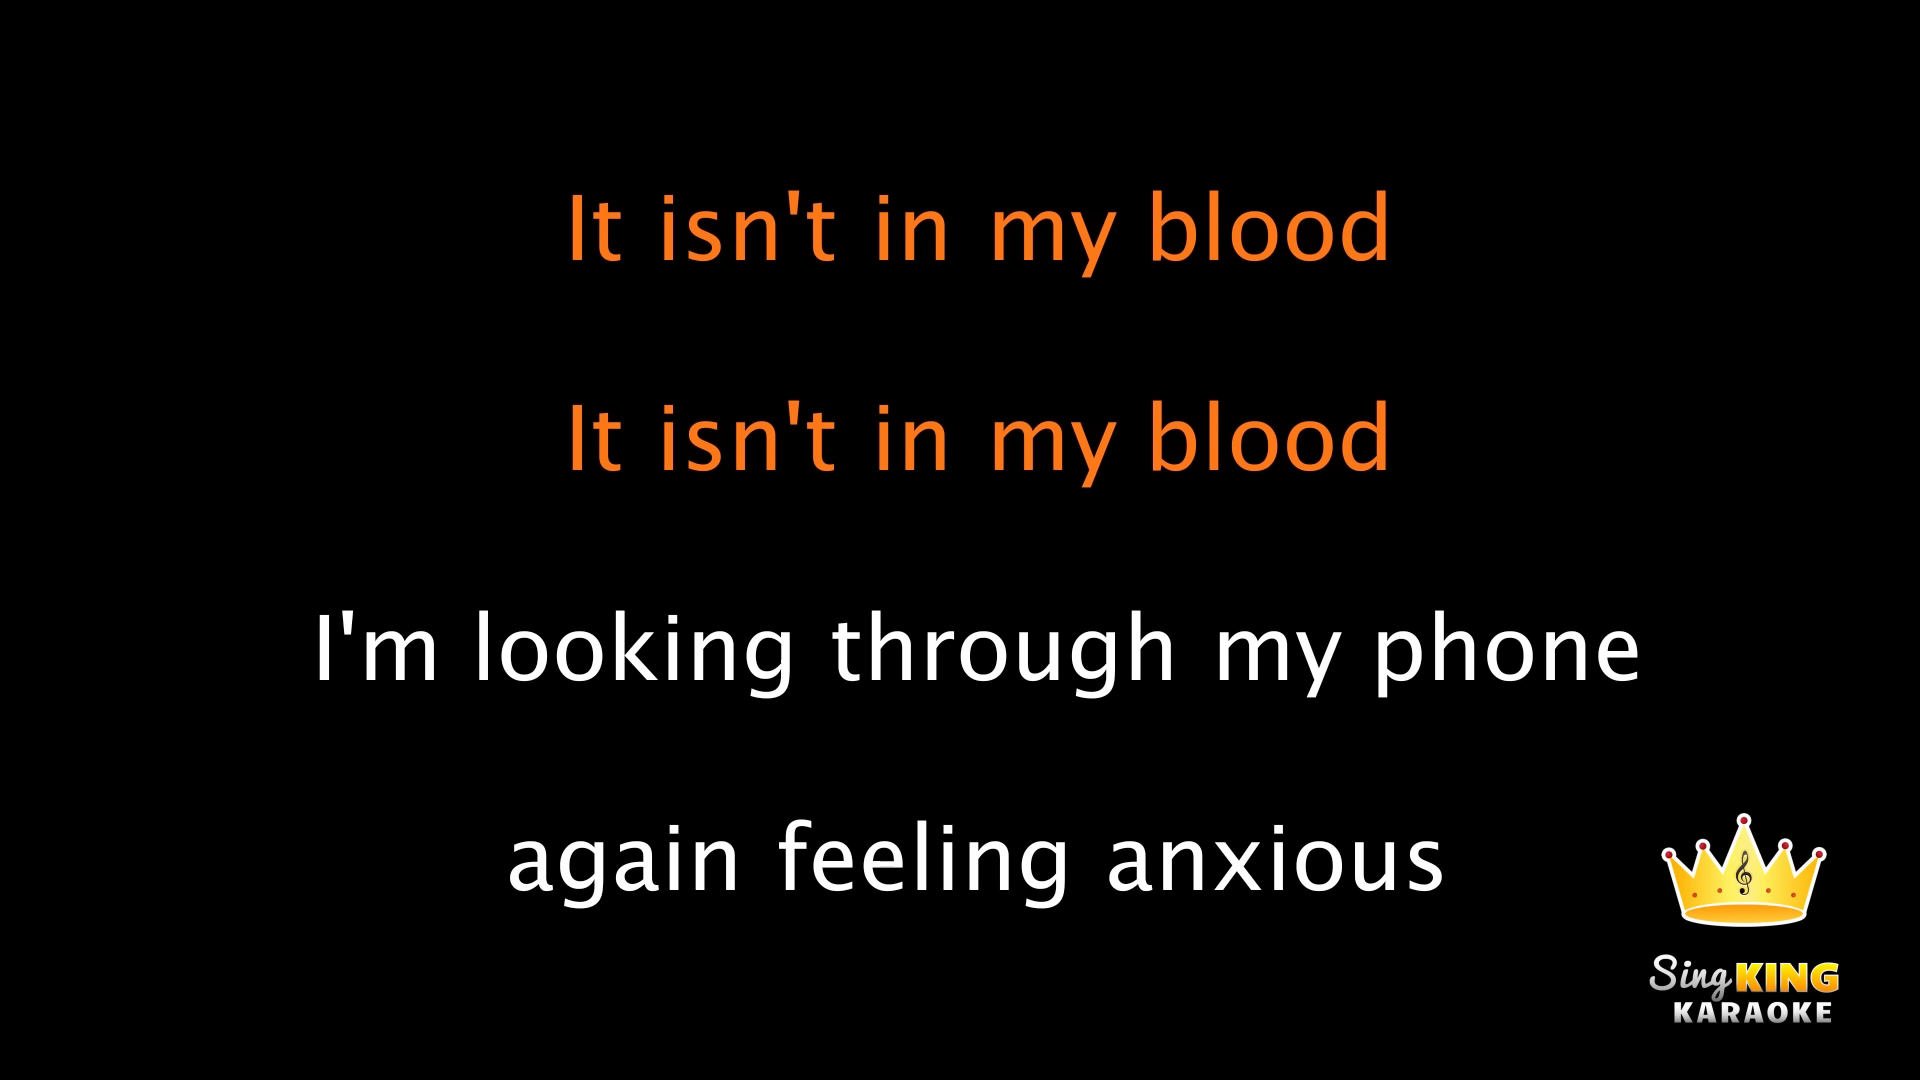 It isn't in my blood
It isn't in my blood
I'm looking through my phone
again feeling anxious
Sing KING
KARAOKE